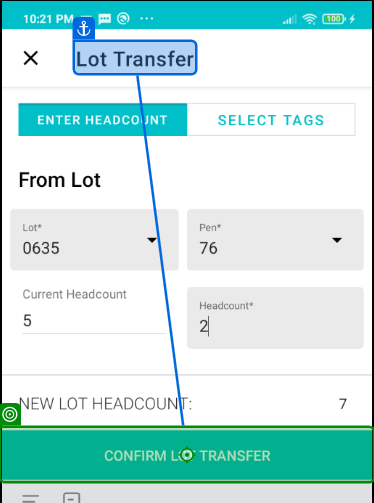 10:21 PM
100
Lot Transfer
ENTER HEADCOUNT
SELECT TAGS
From Lot
Lot*
Pen*
0635
76
Current Headcount
Headcount*
5
2
NEW LOT HEADCOUNT: 7
CONFIRM LOT TRANSFER